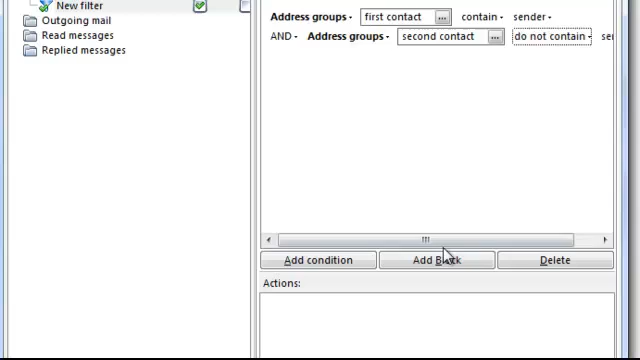 New filter
Outgoing mail
Read messages
Replied messages
Address groups first contact ... contain sender
AND Address groups second contact ... do not contain
Add condition Add Block Delete
Actions: